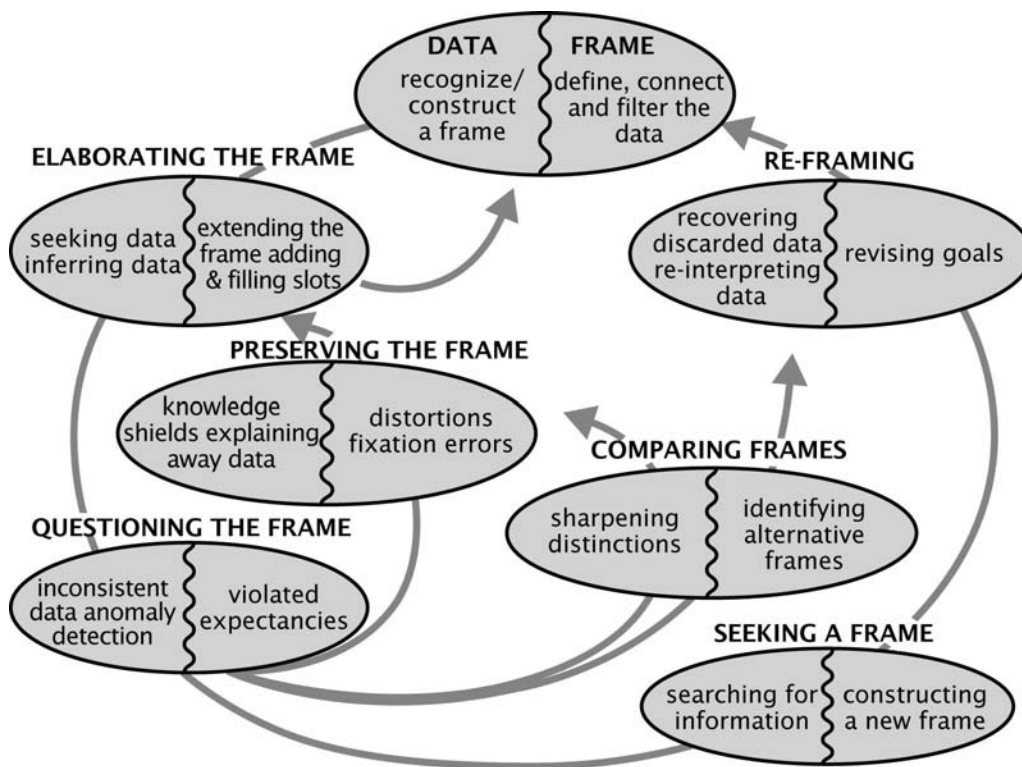 DATA
recognize/
construct
a frame
FRAME
define, connect
and filter the
data
ELABORATING THE FRAME
seeking data
inferring data
extending the
frame adding
& filling slots
RE-FRAMING
recovering
discarded data
re-interpreting
data
revising goals
PRESERVING THE FRAME
knowledge
shields explaining
away data
distortions
fixation errors
COMPARING FRAMES
sharpening
distinctions
identifying
alternative
frames
QUESTIONING THE FRAME
inconsistent
data anomaly
detection
violated
expectancies
SEEKING A FRAME
searching for
information
constructing
a new frame